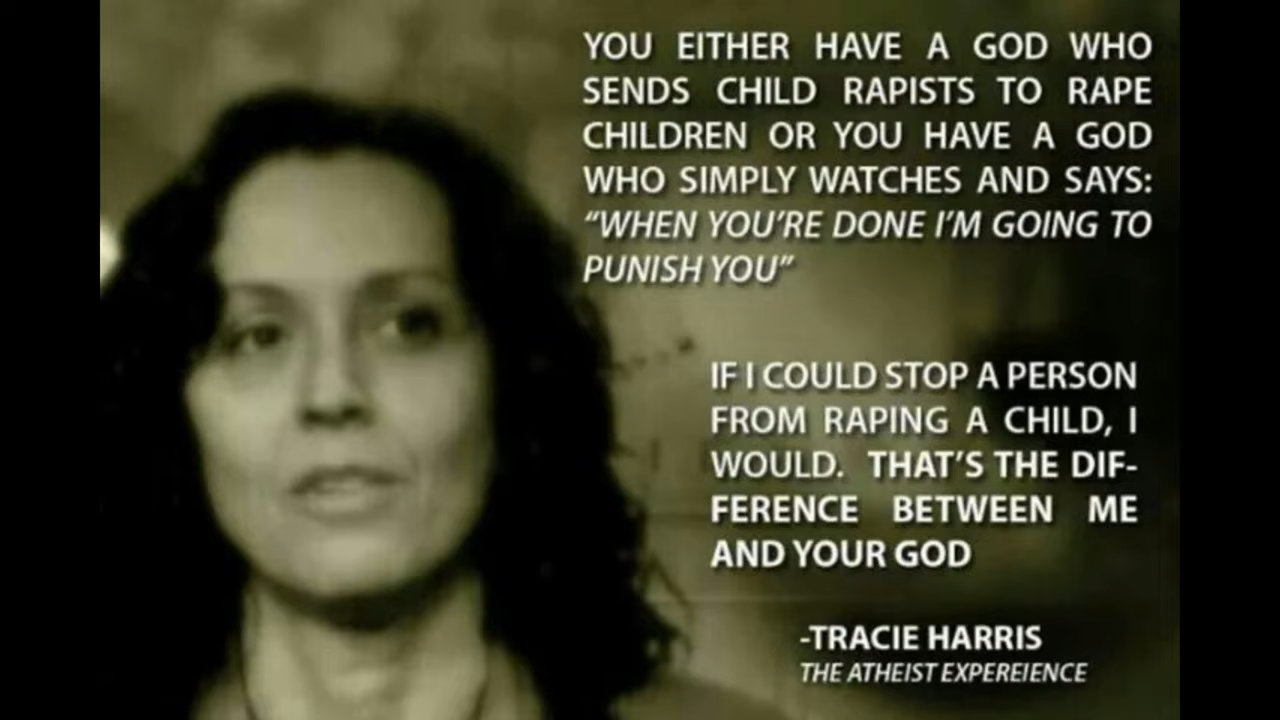 YOU EITHER HAVE A GOD WHO
SENDS CHILD RAPISTS TO RAPE
CHILDREN OR YOU HAVE A GOD
WHO SIMPLY WATCHES AND SAYS:
“WHEN YOU’RE DONE I’M GOING TO
PUNISH YOU”
IF I COULD STOP A PERSON
FROM RAPING A CHILD, I
WOULD. THAT’S THE DIF-
FERENCE BETWEEN ME
AND YOUR GOD
-TRACIE HARRIS
THE ATHEIST EXPEREIENCE